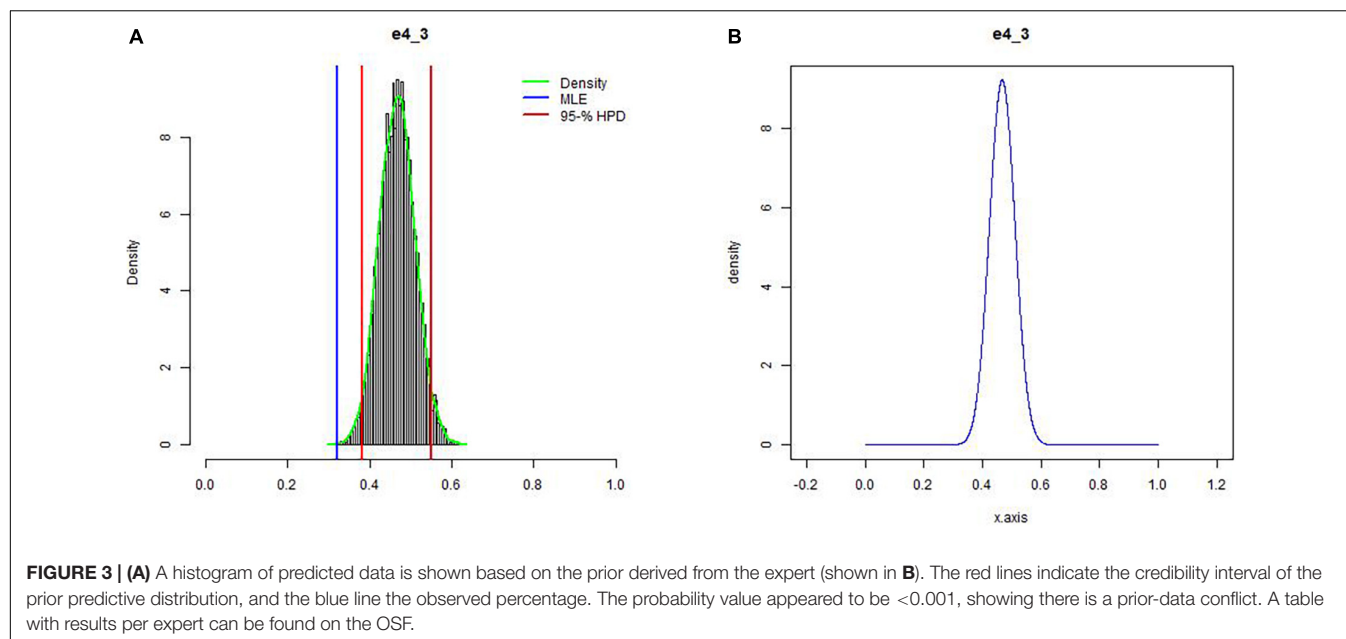 A
e4_3
Density
MLE
95-% HPD
Density
0
2
4
6
8
0.0 0.2 0.4 0.6 0.8 1.0
B
e4_3
density
0
2
4
6
8
-0.2 0.0 0.2 0.4 0.6 0.8 1.0 1.2
x.axis
FIGURE 3 | (A) A histogram of predicted data is shown based on the prior derived from the expert (shown in B). The red lines indicate the credibility interval of the
prior predictive distribution, and the blue line the observed percentage. The probability value appeared to be <0.001, showing there is a prior-data conflict. A table
with results per expert can be found on the OSF.